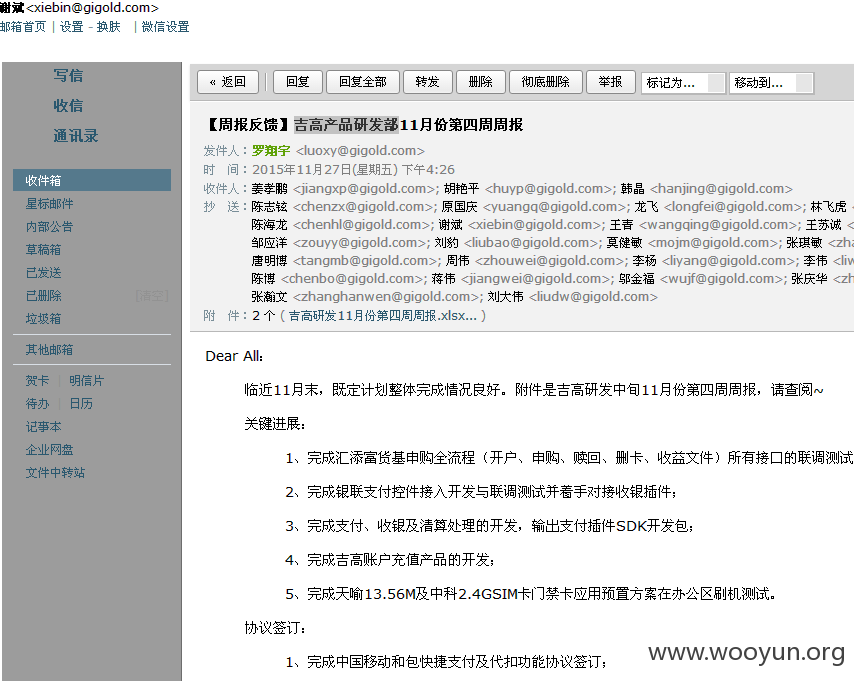 谢斌<xiebin@gigold.com>
邮箱首页 | 设置 - 换肤 | 微信设置
写信
收信
通讯录
收件箱
星标邮件
内部公告
草稿箱
已发送
已删除 [清空]
垃圾箱
其他邮箱
贺卡 | 明信片
待办 | 日历
记事本
企业网盘
文件中转站
« 返回 回复 回复全部 转发 删除 彻底删除 举报 标记为... 移动到...
【周报反馈】吉高产品研发部11月份第四周周报
发件人：罗翔宇 <luoxy@gigold.com>
时 间：2015年11月27日(星期五) 下午4:26
收件人：姜孝鹏 <jiangxp@gigold.com>; 胡艳平 <huyp@gigold.com>; 韩晶 <hanjing@gigold.com>
抄 送：陈志铉 <chenzx@gigold.com>; 原国庆 <yuangq@gigold.com>; 龙飞 <longfei@gigold.com>; 林飞虎
陈海龙 <chenhl@gigold.com>; 谢斌 <xiebin@gigold.com>; 王青 <wangqing@gigold.com>; 王苏诚
邹应洋 <zouyy@gigold.com>; 刘豹 <liubao@gigold.com>; 莫健敏 <mojm@gigold.com>; 张琪敏 <zha
唐明博 <tangmb@gigold.com>; 周伟 <zhouwei@gigold.com>; 李杨 <liyang@gigold.com>; 李伟 <liw
陈博 <chenbo@gigold.com>; 蒋伟 <jiangwei@gigold.com>; 邬金福 <wujf@gigold.com>; 张庆华 <zh
张瀚文 <zhanghanwen@gigold.com>; 刘大伟 <liudw@gigold.com>
附 件：2 个 ( 吉高研发11月份第四周周报.xlsx... )
Dear All:
临近11月末，既定计划整体完成情况良好。附件是吉高研发中旬11月份第四周周报，请查阅~
关键进展：
1、完成汇添富货基申购全流程（开户、申购、赎回、删卡、收益文件）所有接口的联调测试
2、完成银联支付控件接入开发与联调测试并着手对接收银插件；
3、完成支付、收银及清算处理的开发，输出支付插件SDK开发包；
4、完成吉高账户充值产品的开发；
5、完成天喻13.56M及中科2.4GSIM卡门禁卡应用预置方案在办公区刷机测试。
协议签订：
1、完成中国移动和包快捷支付及代扣功能协议签订；
www.wooyun.org